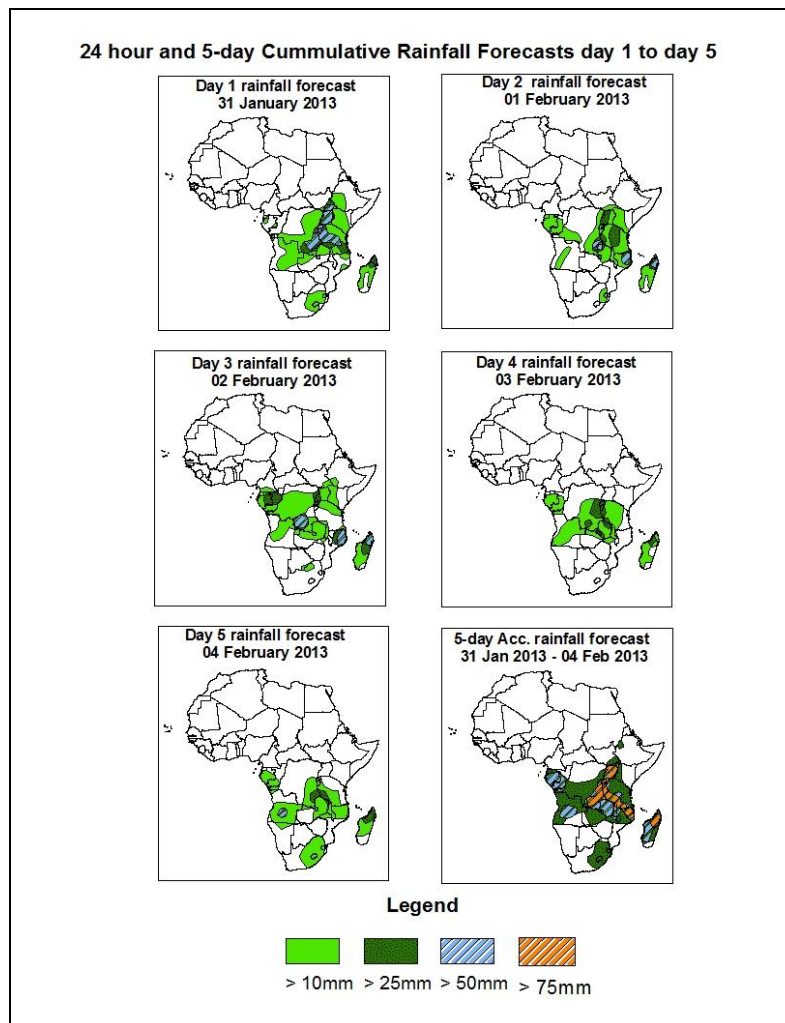 24 hour and 5-day Cummulative Rainfall Forecasts day 1 to day 5
Day 1 rainfall forecast
31 January 2013
Day 2 rainfall forecast
01 February 2013
Day 3 rainfall forecast
02 February 2013
Day 4 rainfall forecast
03 February 2013
Day 5 rainfall forecast
04 February 2013
5-day Acc. rainfall forecast
31 Jan 2013 - 04 Feb 2013
Legend
> 10mm > 25mm > 50mm > 75mm